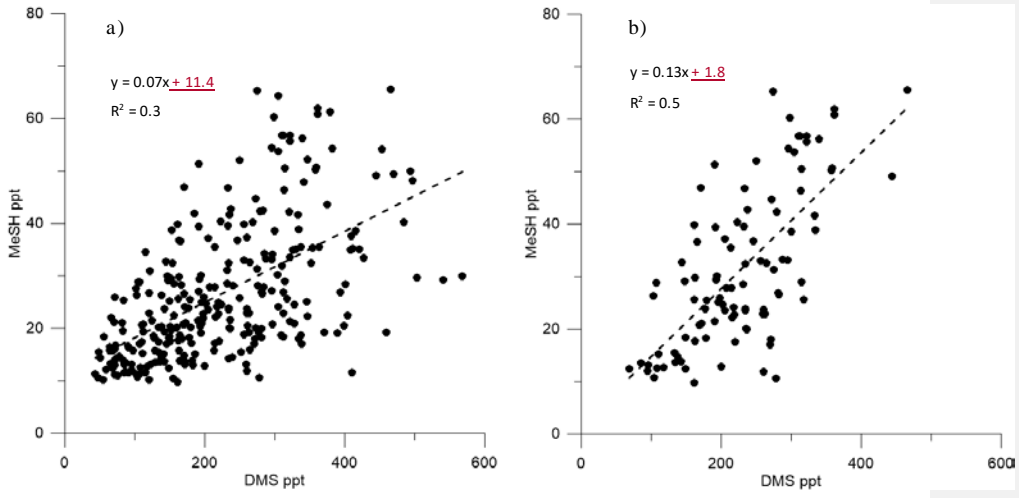 a)
y = 0.07x + 11.4
R² = 0.3
80
60
40
20
0
MeSH ppt
0 200 400 600
DMS ppt
b)
y = 0.13x + 1.8
R² = 0.5
80
60
40
20
0
MeSH ppt
0 200 400 600
DMS ppt